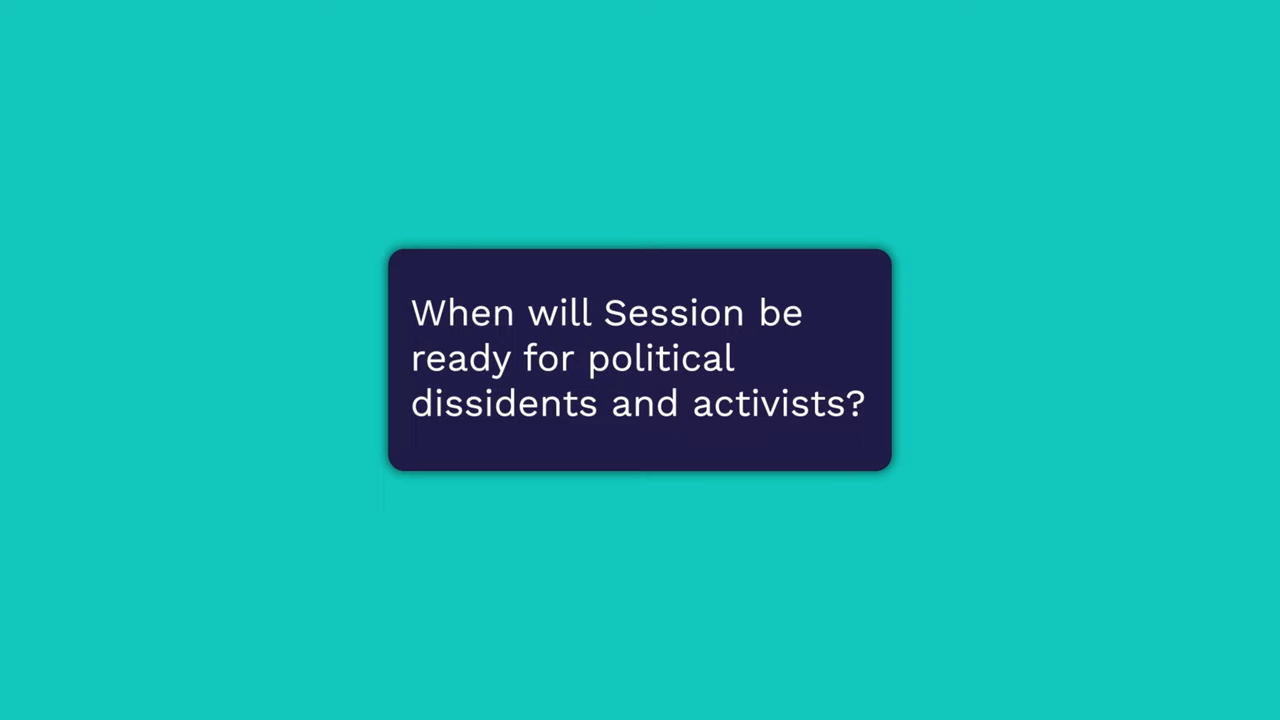 When will Session be
ready for political
dissidents and activists?